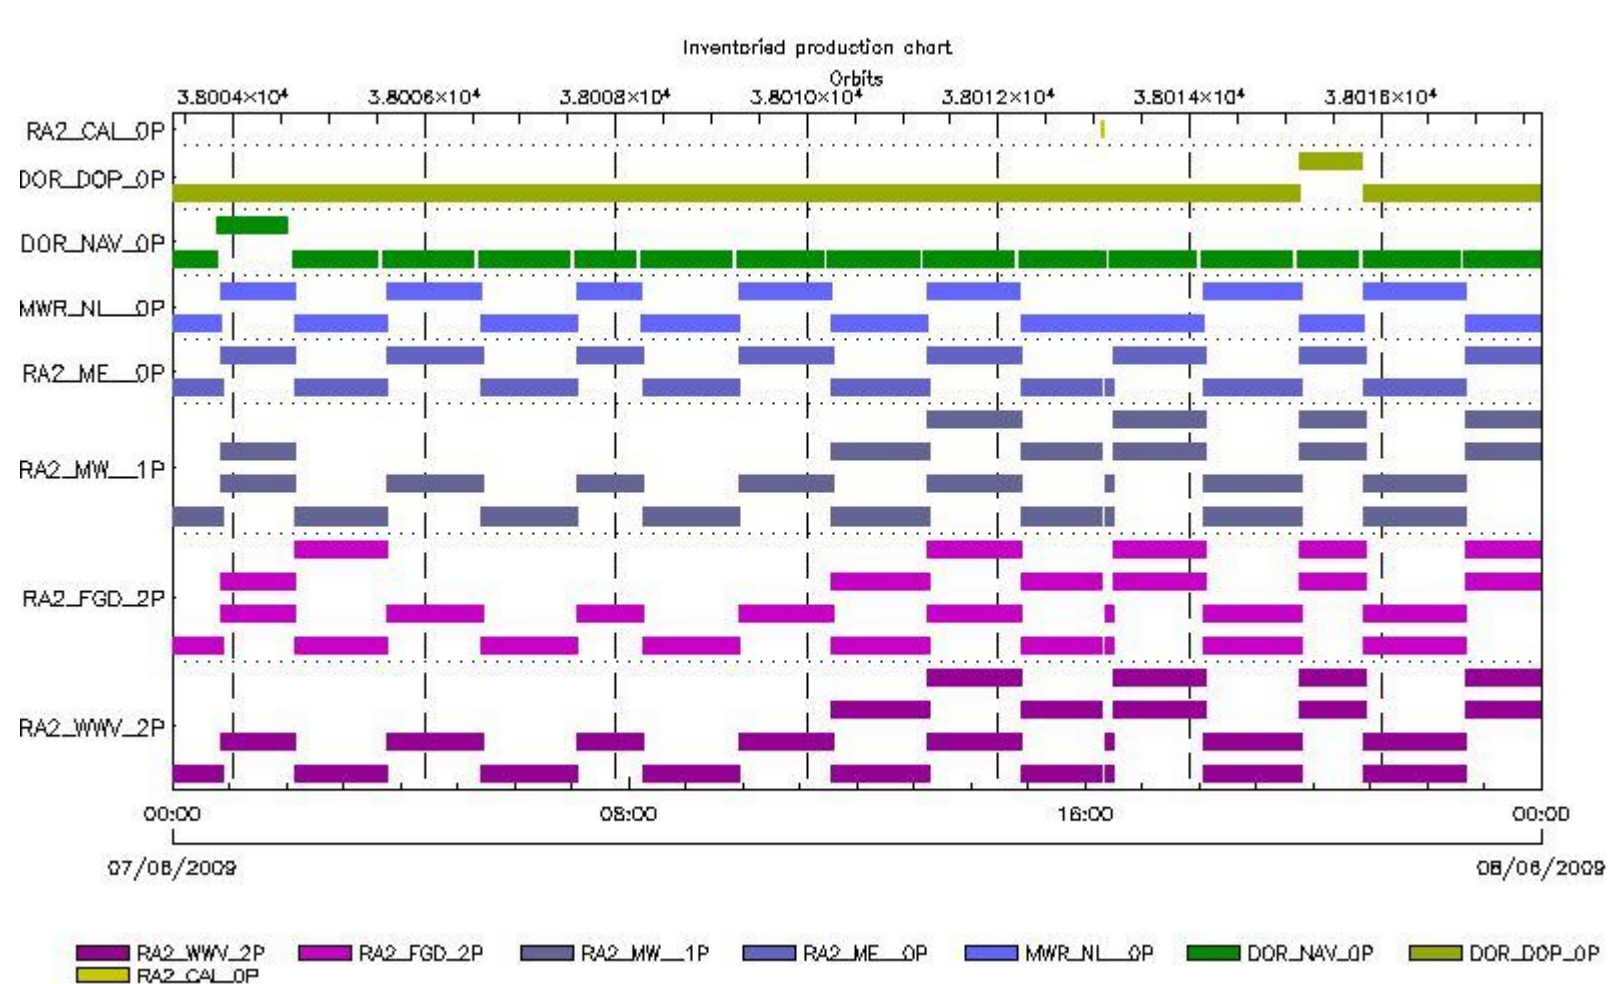 Inventoried production chart
Orbits
3.8004×10⁴ 3.8006×10⁴ 3.8008×10⁴ 3.8010×10⁴ 3.8012×10⁴ 3.8014×10⁴ 3.8016×10⁴
RA2_CAL_0P
DOR_DOP_0P
DOR_NAV_0P
MWR_NL__0P
RA2_ME__0P
RA2_MW__1P
RA2_FGD_2P
RA2_WWV_2P
00:00 08:00 16:00 00:00
07/06/2009 08/06/2009
RA2_WWV_2P RA2_FGD_2P RA2_MW__1P RA2_ME__0P MWR_NL__0P DOR_NAV_0P DOR_DOP_0P
RA2_CAL_0P